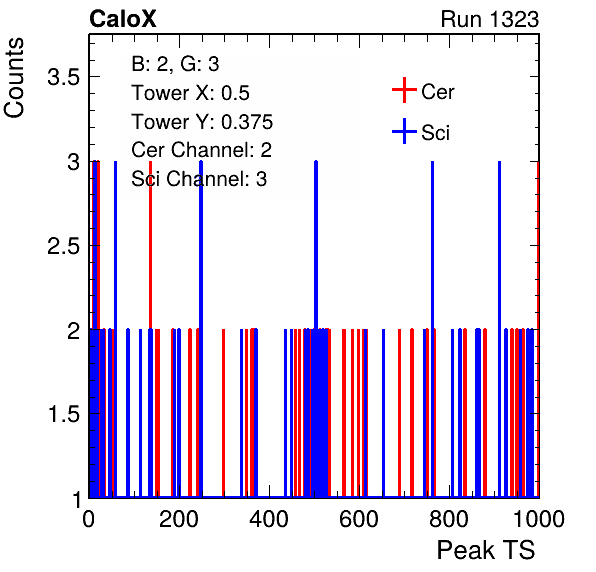 CaloX Run 1323
Counts
B: 2, G: 3
Tower X: 0.5
Tower Y: 0.375
Cer Channel: 2
Sci Channel: 3
Cer
Sci
3.5
3
2.5
2
1.5
1
0 200 400 600 800 1000
Peak TS